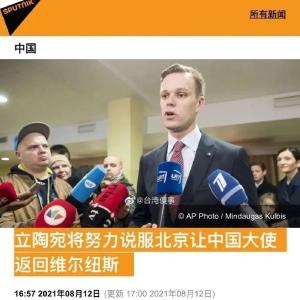 SPUTNIK
所有新闻
中国
@台湾侠事
© AP Photo / Mindaugas Kulbis
立陶宛将努力说服北京让中国大使
返回维尔纽斯
16:57 2021年08月12日 (更新 17:00 2021年08月12日)